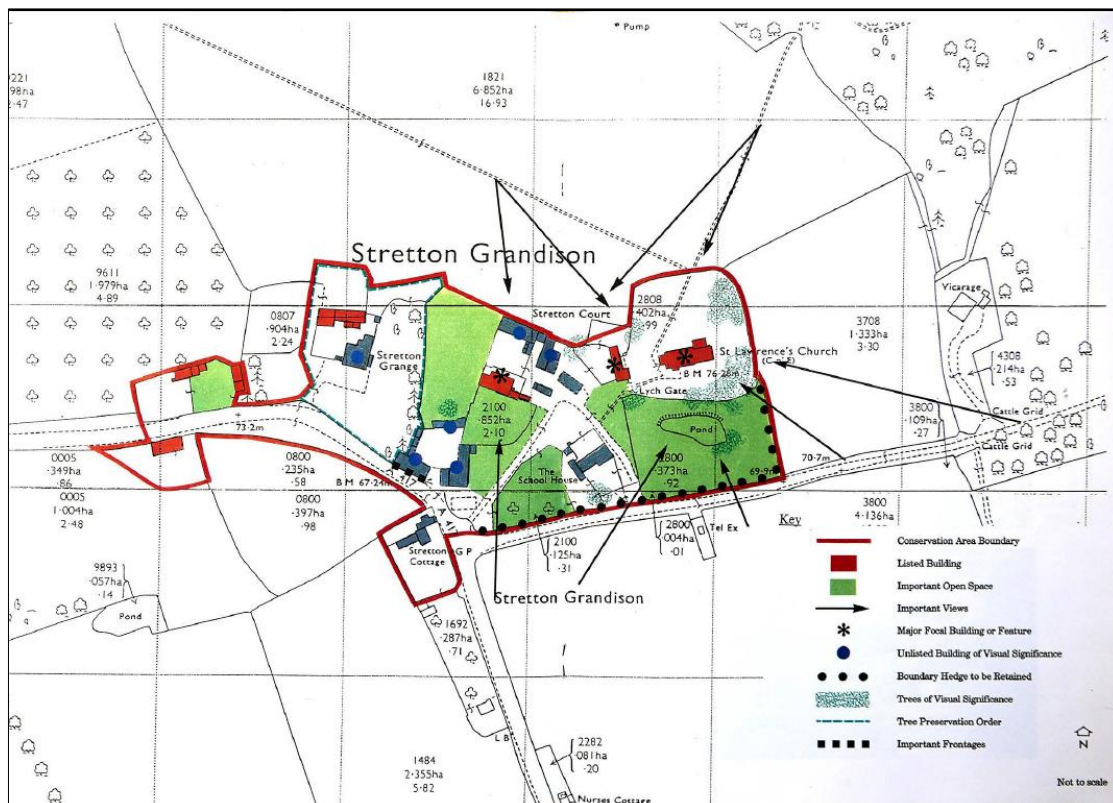 Pump
1821
6·852ha
16·93
Stretton Grandison
9611
1·979ha
4·89
0807
·904ha
2·24
Stretton Court
2808
·99
Vicarage
3708
1·333ha
3·30
St Lawrence's Church
(C of E)
B M 76·26m
Stretton
Grange
4308
·214ha
·53
Lych Gate
2100
·852ha
2·10
Cattle Grid
3800
·109ha
·27
Cattle Grid
73·2m
Pond
70·7m
0005
·349ha
·86
0800
·235ha
·58
B M 67·24m
The
School House
·373ha
·92
69·9m
0005
1·004ha
2·48
0800
·397ha
·98
3800
4·136ha
Stretton
Cottage
G P
2100
·125ha
·31
2800
·004ha
·01
Tel Ex
9893
·057ha
·14
Pond
Stretton Grandison
1692
·287ha
·71
L B
1484
2·355ha
5·82
2282
·081ha
·20
Nurses Cottage
Key
Conservation Area Boundary
Listed Building
Important Open Space
Important Views
Major Focal Building or Feature
Unlisted Building of Visual Significance
Boundary Hedge to be Retained
Trees of Visual Significance
Tree Preservation Order
Important Frontages
N
Not to scale